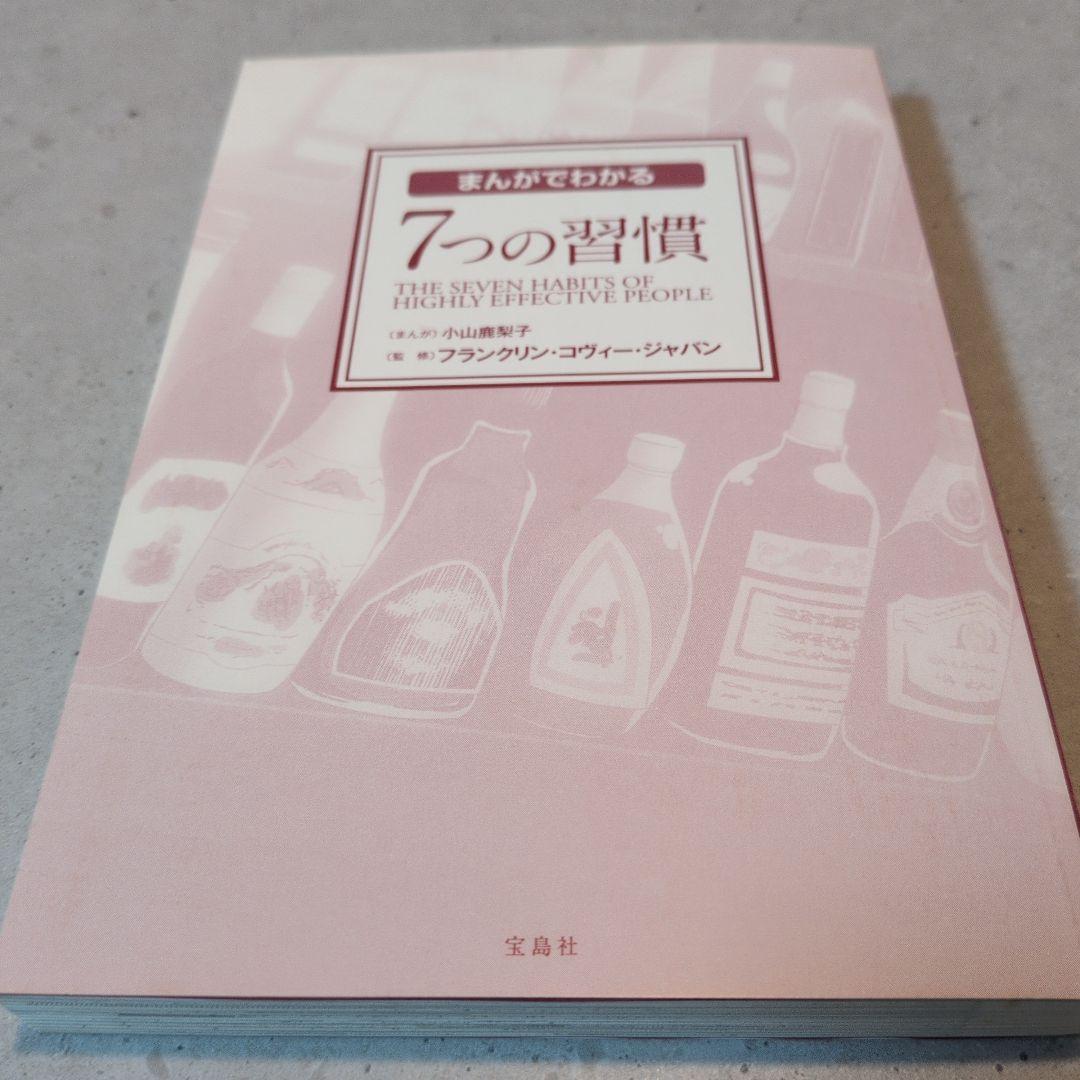 まんがでわかる
7つの習慣
THE SEVEN HABITS OF
HIGHLY EFFECTIVE PEOPLE
(まんが) 小山鹿梨子
(監 修) フランクリン・コヴィー・ジャパン
宝島社